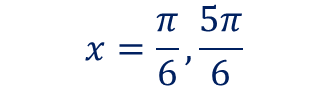 x = π/6, 5π/6